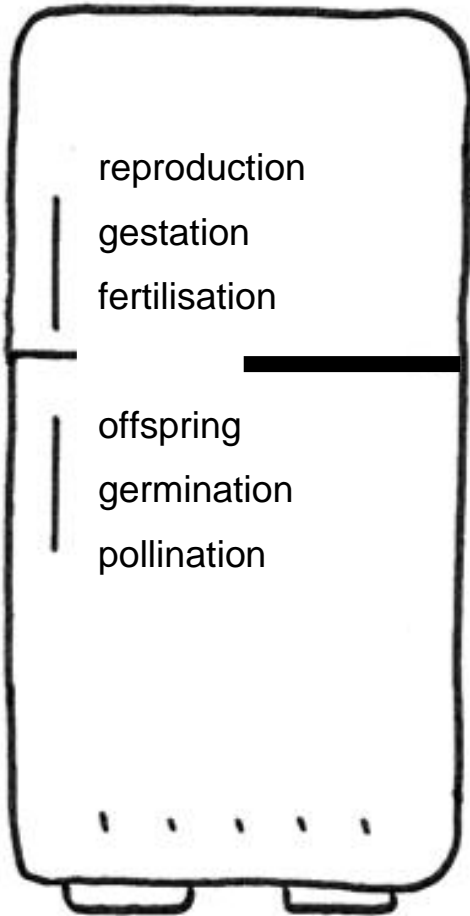 reproduction
gestation
fertilisation
offspring
germination
pollination